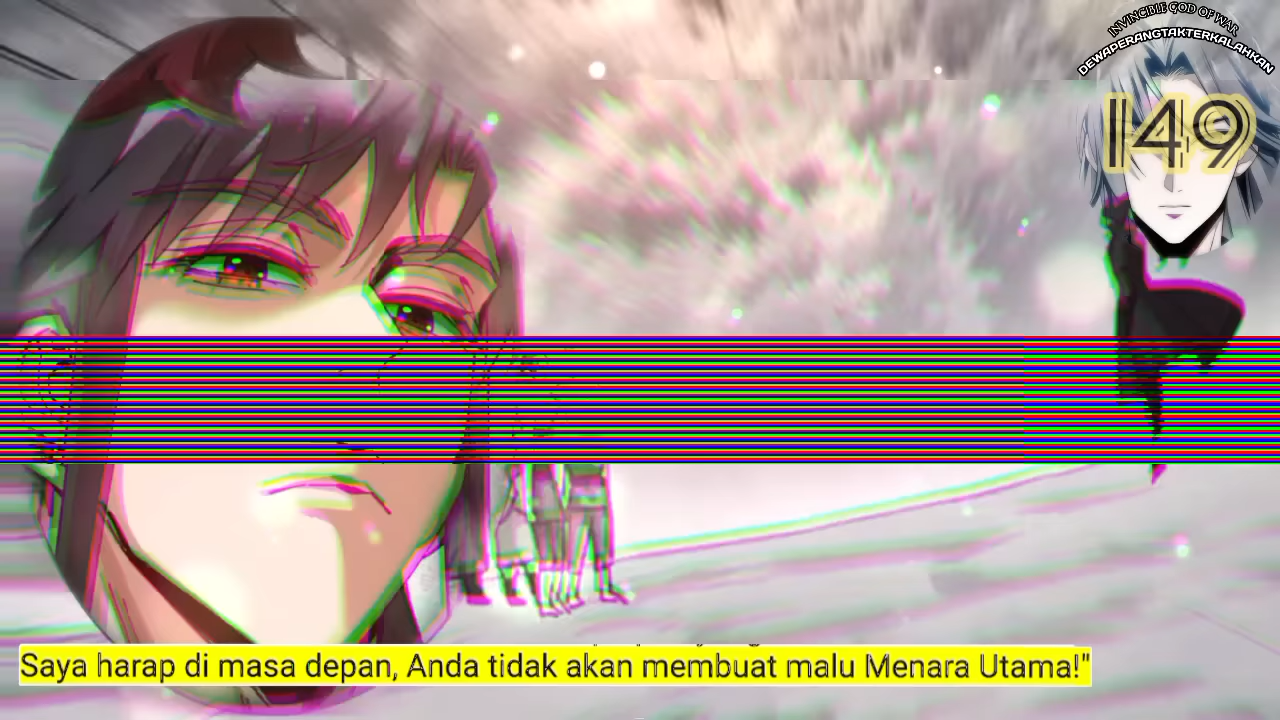 INVINCIBLE GOD OF WAR
DEWAPERANGTAKTERKALAHKAN
149
Saya harap di masa depan, Anda tidak akan membuat malu Menara Utama!"